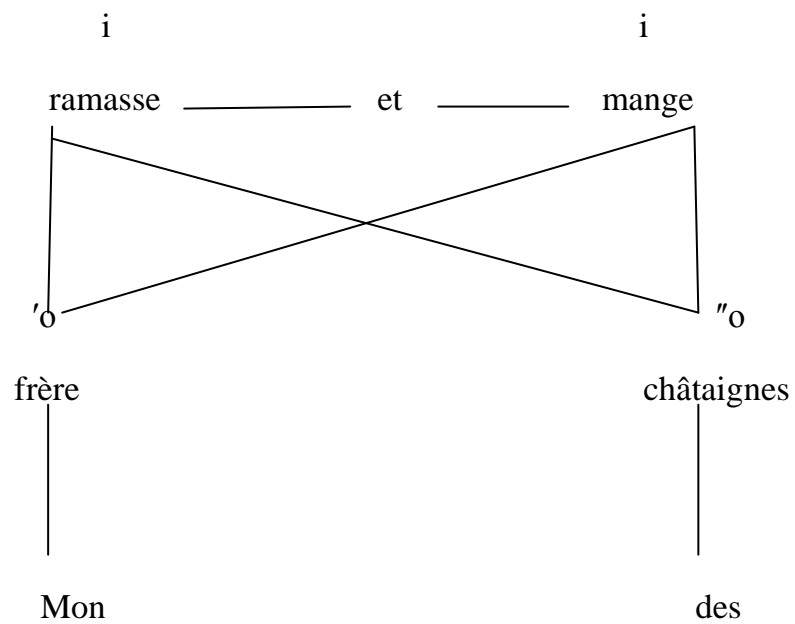 i i
ramasse et mange
′o ″o
frère châtaignes
Mon des